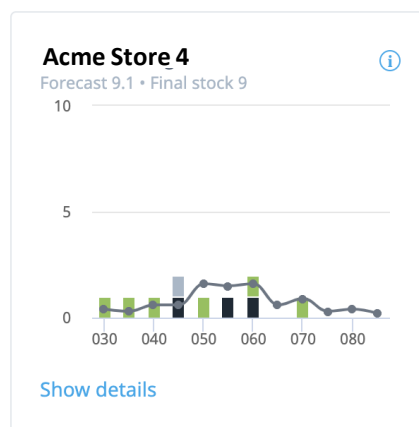 Acme Store 4
Forecast 9.1 • Final stock 9
10
5
0
030 040 050 060 070 080
Show details